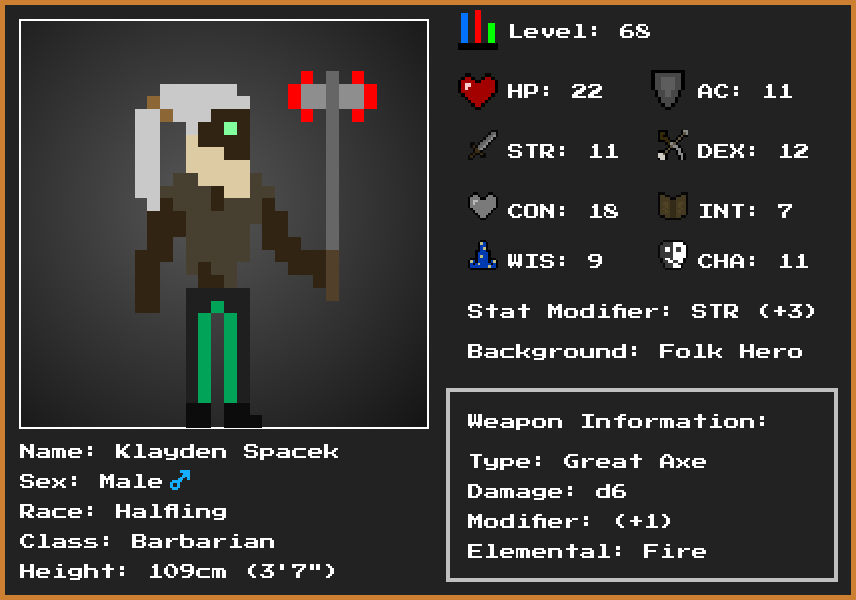 Level: 68
HP: 22
AC: 11
STR: 11
DEX: 12
CON: 18
INT: 7
WIS: 9
CHA: 11
Stat Modifier: STR (+3)
Background: Folk Hero
Name: Klayden Spacek
Sex: Male♂
Race: Halfling
Class: Barbarian
Height: 109cm (3'7")
Weapon Information:
Type: Great Axe
Damage: d6
Modifier: (+1)
Elemental: Fire